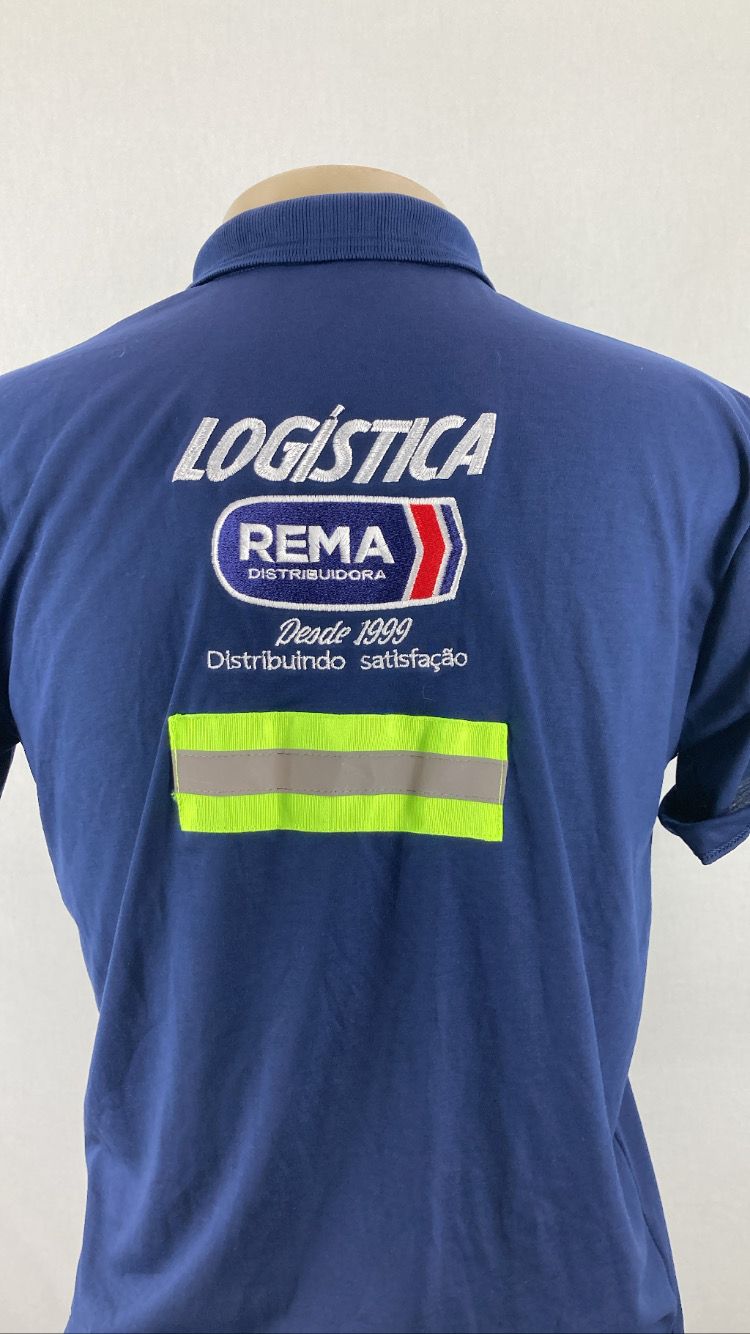 LOGÍSTICA
REMA
DISTRIBUIDORA
Desde 1999
Distribuindo satisfação